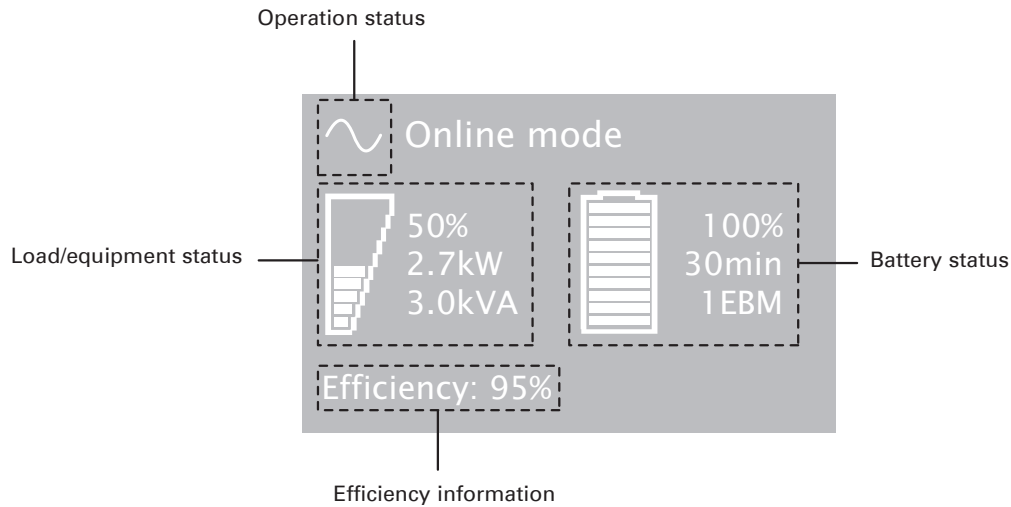 Operation status
Online mode
Load/equipment status
50%
2.7kW
3.0kVA
100%
30min
1EBM
Battery status
Efficiency: 95%
Efficiency information